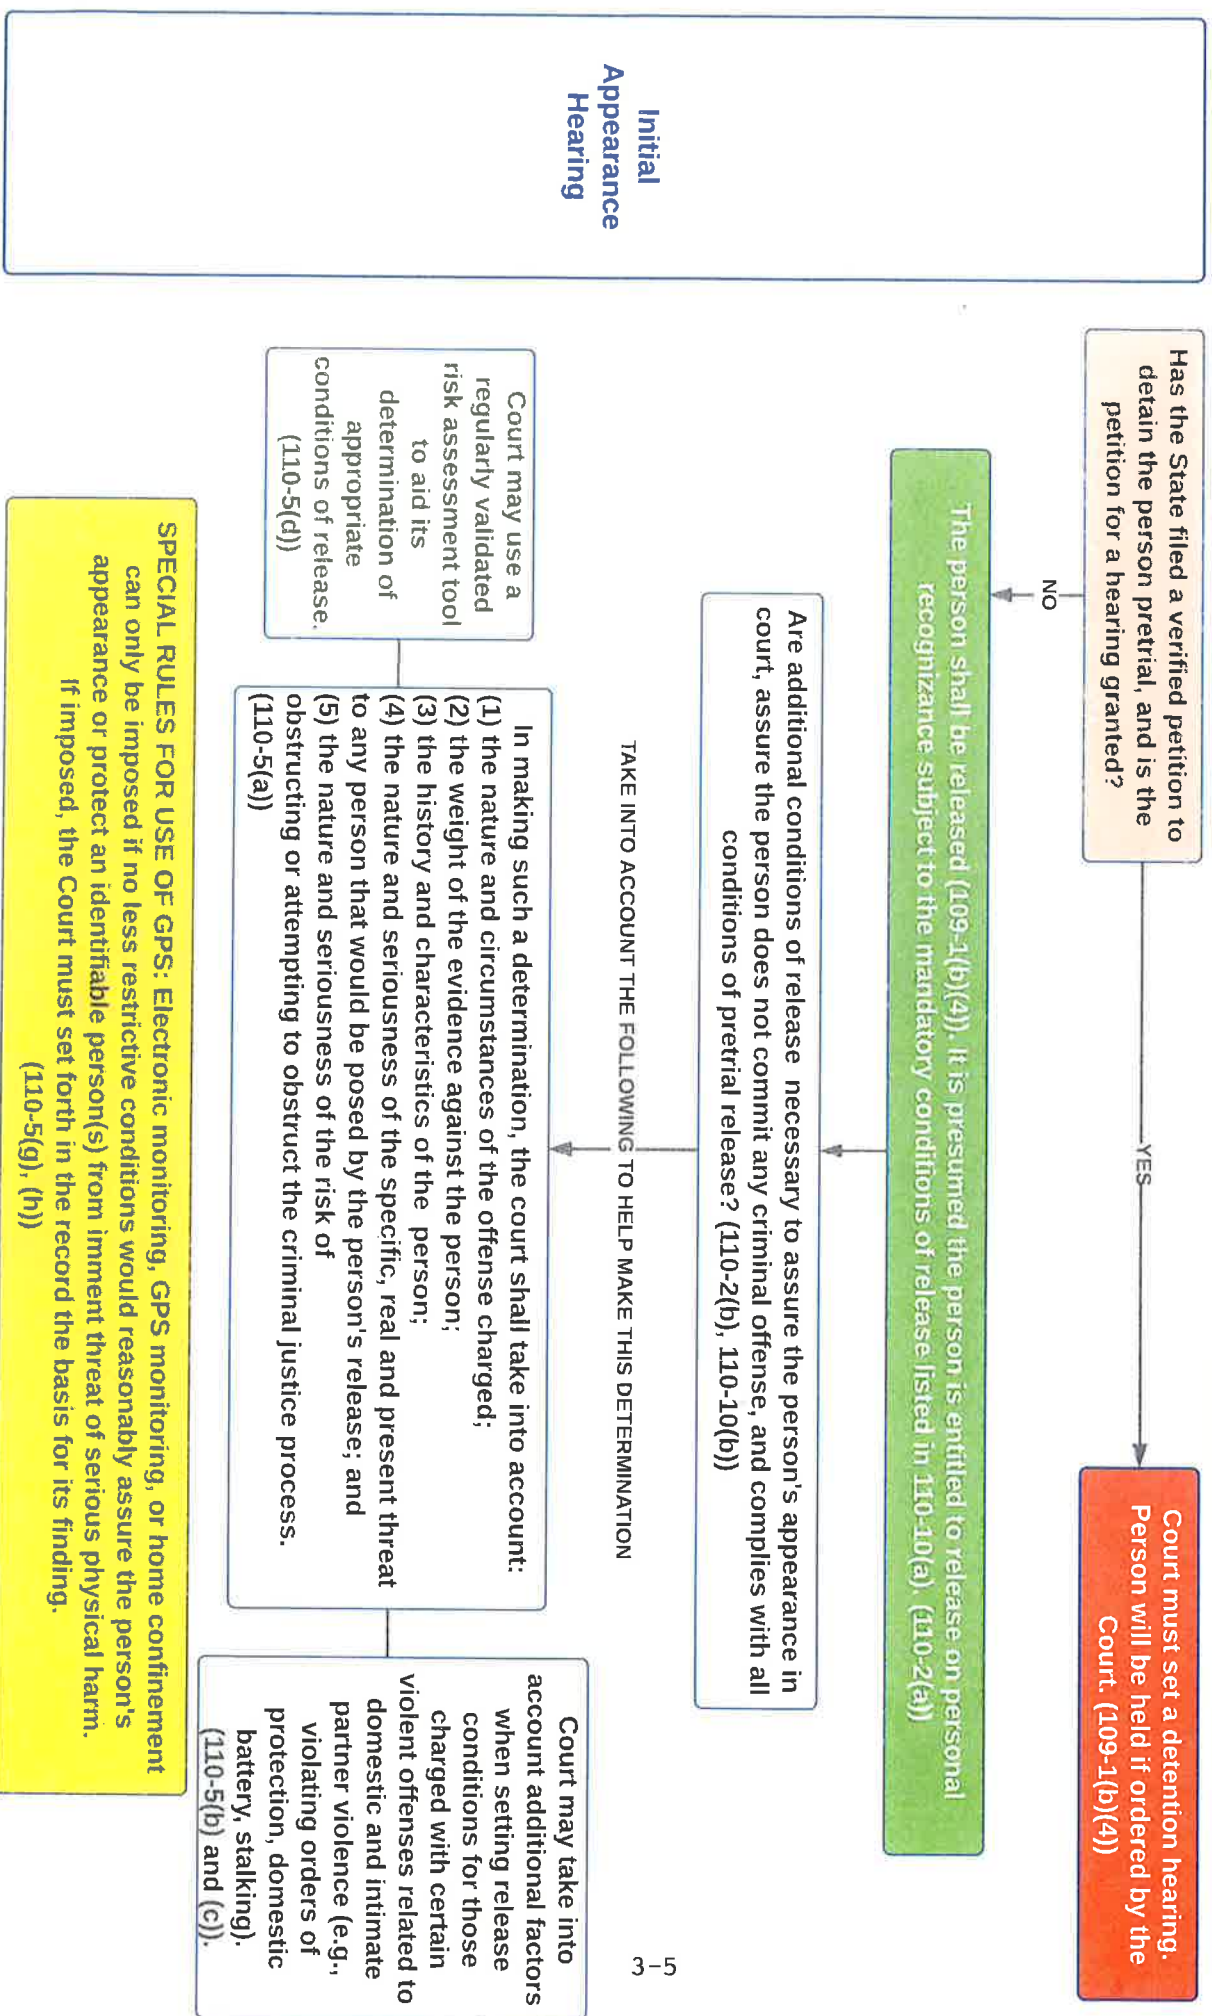 Initial
Appearance
Hearing
Has the State filed a verified petition to
detain the person pretrial, and is the
petition for a hearing granted?
YES
Court must set a detention hearing.
Person will be held if ordered by the
Court. (109-1(b)(4))
NO
The person shall be released (109-1(b)(4)). It is presumed the person is entitled to release on personal
recognizance subject to the mandatory conditions of release listed in 110-10(a). (110-2(a))
Are additional conditions of release necessary to assure the person's appearance in
court, assure the person does not commit any criminal offense, and complies with all
conditions of pretrial release? (110-2(b), 110-10(b))
TAKE INTO ACCOUNT THE FOLLOWING TO HELP MAKE THIS DETERMINATION
Court may use a
regularly validated
risk assessment tool
to aid its
determination of
appropriate
conditions of release.
(110-5(d))
In making such a determination, the court shall take into account:
(1) the nature and circumstances of the offense charged;
(2) the weight of the evidence against the person;
(3) the history and characteristics of the person;
(4) the nature and seriousness of the specific, real and present threat
to any person that would be posed by the person's release; and
(5) the nature and seriousness of the risk of
obstructing or attempting to obstruct the criminal justice process.
(110-5(a))
Court may take into
account additional factors
when setting release
conditions for those
charged with certain
violent offenses related to
domestic and intimate
partner violence (e.g.,
violating orders of
protection, domestic
battery, stalking).
(110-5(b) and (c)).
SPECIAL RULES FOR USE OF GPS: Electronic monitoring, GPS monitoring, or home confinement
can only be imposed if no less restrictive conditions would reasonably assure the person's
appearance or protect an identifiable person(s) from imment threat of serious physical harm.
If imposed, the Court must set forth in the record the basis for its finding.
(110-5(g), (h))
3-5